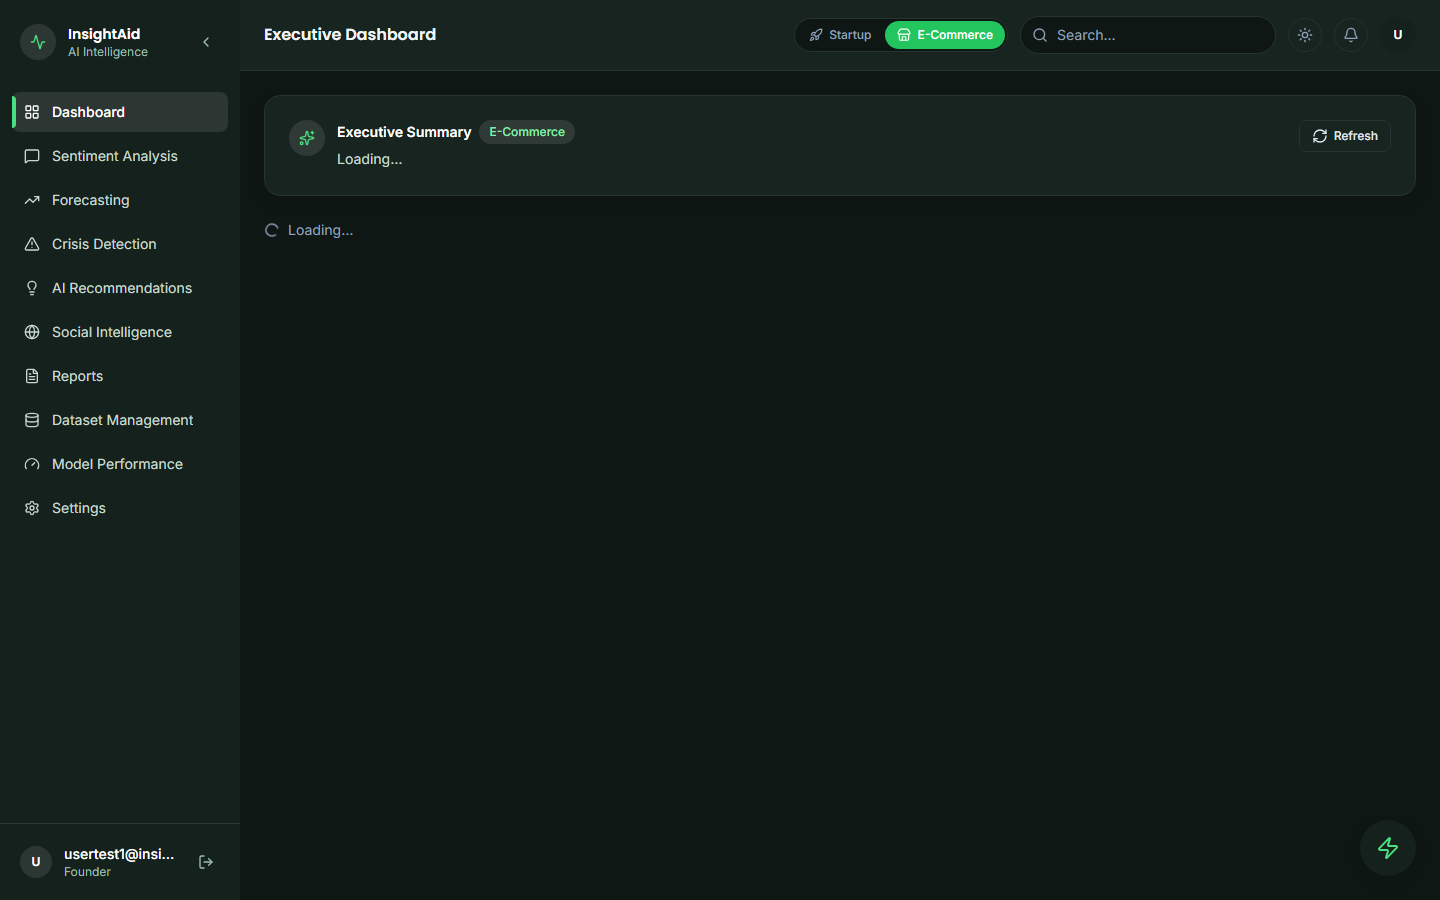 InsightAid
AI Intelligence
Dashboard
Sentiment Analysis
Forecasting
Crisis Detection
AI Recommendations
Social Intelligence
Reports
Dataset Management
Model Performance
Settings
U
usertest1@insi...
Founder
Executive Dashboard
Startup
E-Commerce
Search...
U
Executive Summary
E-Commerce
Loading...
Refresh
Loading...